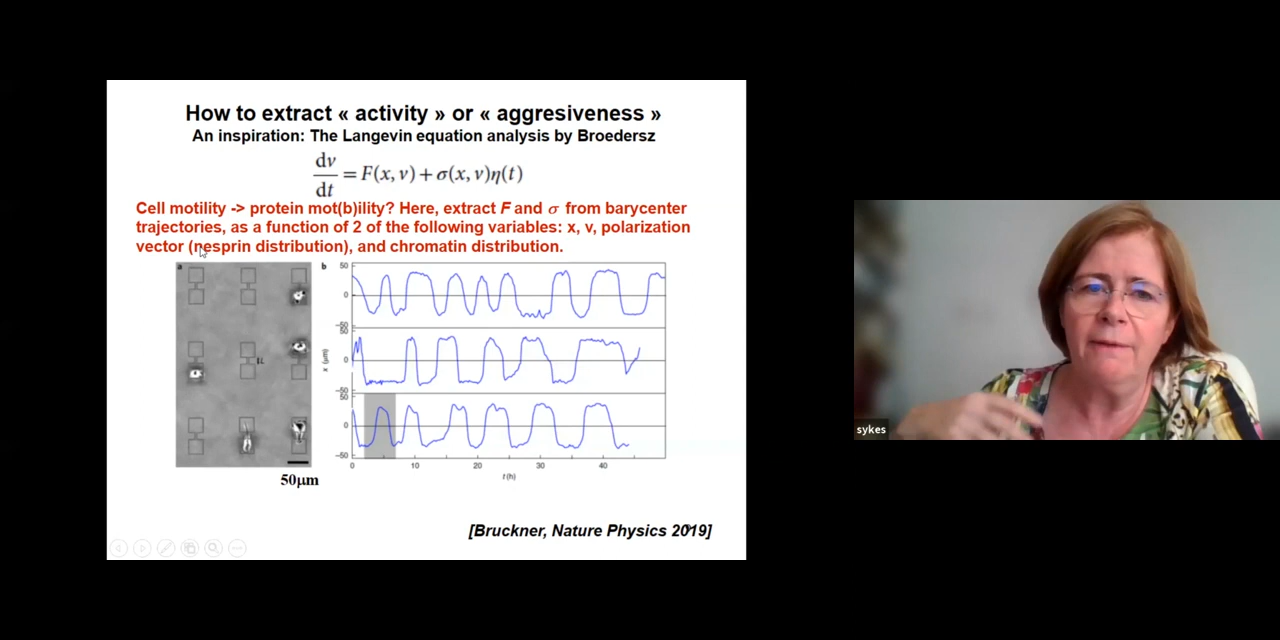 How to extract « activity » or « aggresiveness »
An inspiration: The Langevin equation analysis by Broedersz
dv
dt
= F(x, v) + σ(x, v)η(t)
Cell motility -> protein mot(b)ility? Here, extract F and σ from barycenter
trajectories, as a function of 2 of the following variables: x, v, polarization
vector (nesprin distribution), and chromatin distribution.
a
b
50
0
−50
50
0
−50
50
0
−50
x (μm)
L
0 10 20 30 40
t (h)
50μm
[Bruckner, Nature Physics 2019]
sykes